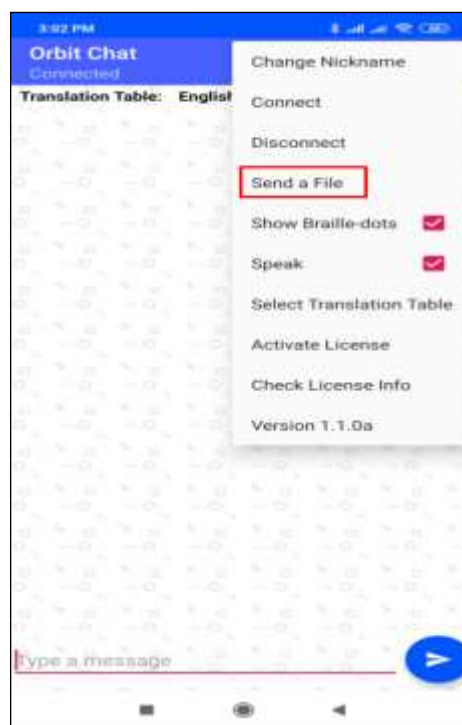 3:02 PM
Orbit Chat
Connected
Translation Table: English
Change Nickname
Connect
Disconnect
Send a File
Show Braille-dots
Speak
Select Translation Table
Activate License
Check License Info
Version 1.1.0a
Type a message